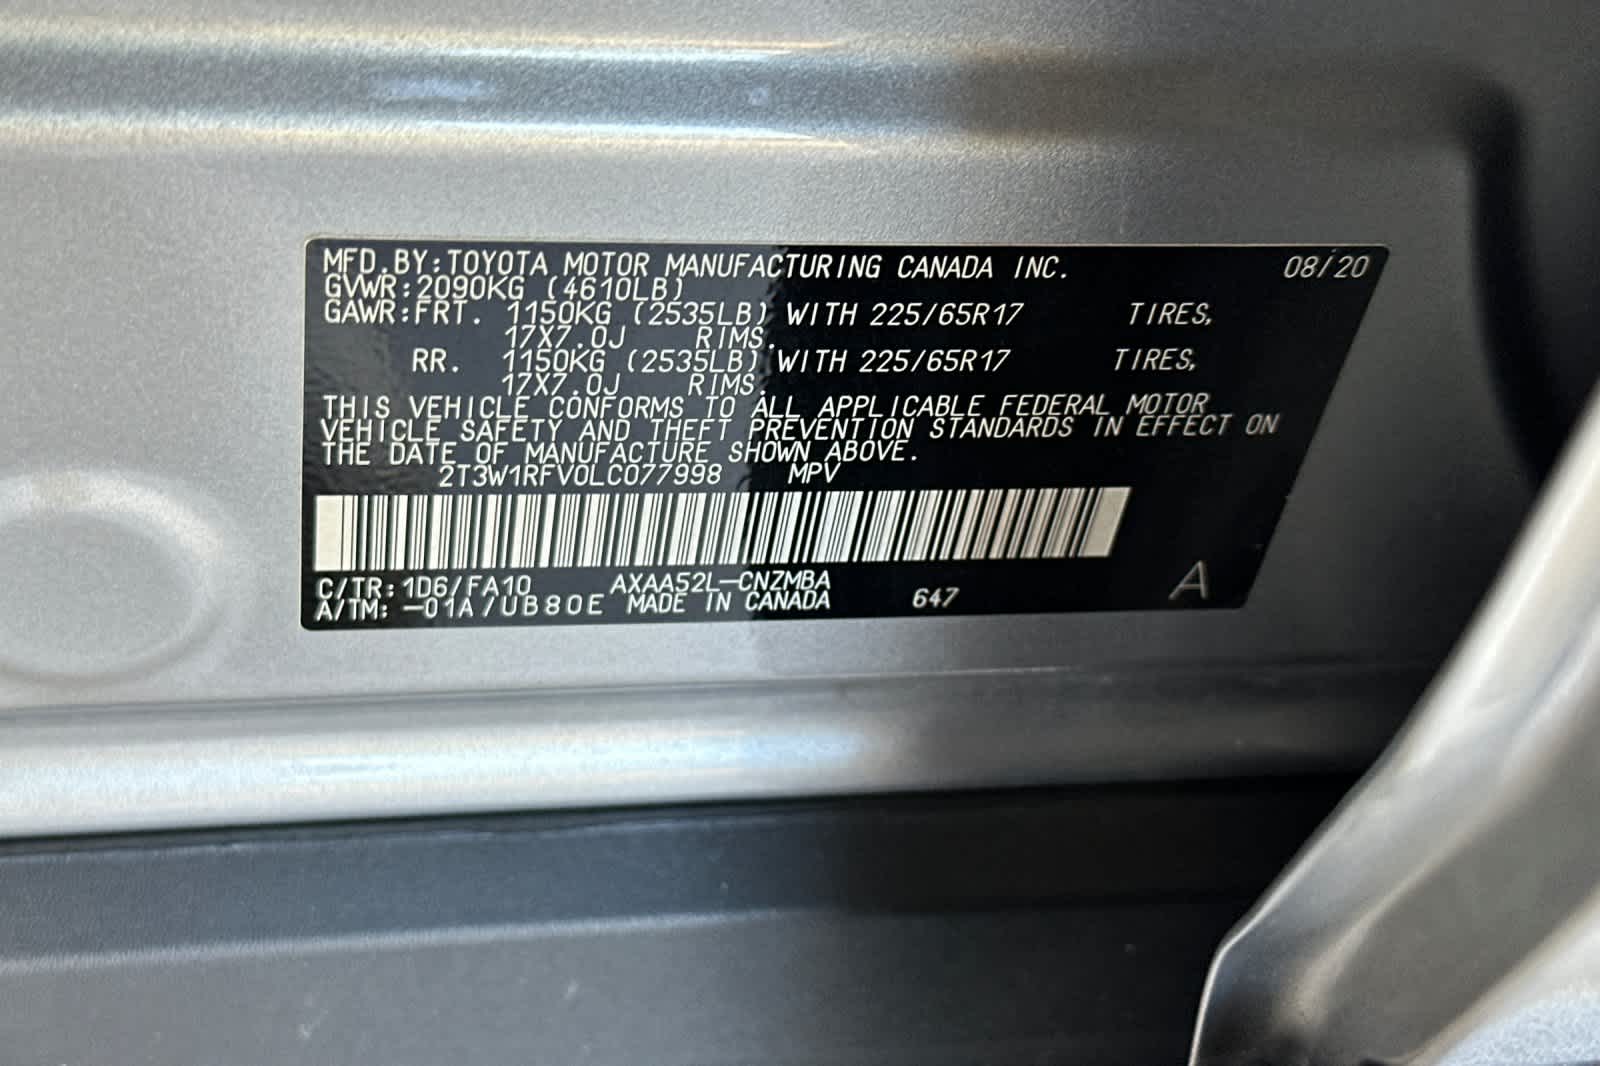 MFD.BY:TOYOTA MOTOR MANUFACTURING CANADA INC. 08/20
GVWR:2090KG (4610LB)
GAWR:FRT. 1150KG (2535LB) WITH 225/65R17 TIRES,
17X7.0J RIMS.
RR. 1150KG (2535LB) WITH 225/65R17 TIRES,
17X7.0J RIMS.
THIS VEHICLE CONFORMS TO ALL APPLICABLE FEDERAL MOTOR
VEHICLE SAFETY AND THEFT PREVENTION STANDARDS IN EFFECT ON
THE DATE OF MANUFACTURE SHOWN ABOVE.
2T3W1RFV0LC077998 MPV
C/TR:1D6/FA10 AXAA52L-CNZMBA
A/TM:-01A/UB80E MADE IN CANADA 647 A